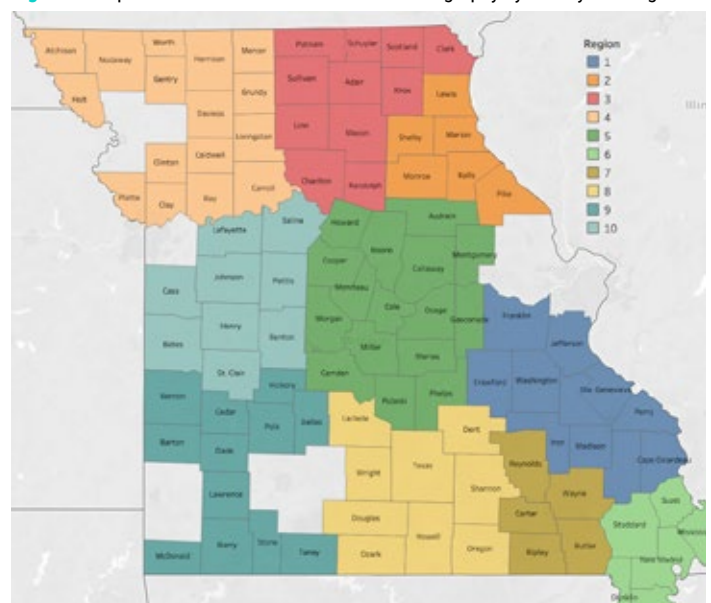 Region
1
2
3
4
5
6
7
8
9
10
Atchison
Nodaway
Worth
Gentry
Harrison
Mercer
Putnam
Schuyler
Scotland
Clark
Holt
Daviess
Grundy
Sullivan
Adair
Knox
Lewis
Livingston
Linn
Macon
Shelby
Marion
Clinton
Caldwell
Platte
Clay
Ray
Carroll
Chariton
Randolph
Monroe
Ralls
Pike
Lafayette
Saline
Howard
Boone
Audrain
Montgomery
Cass
Johnson
Pettis
Cooper
Moniteau
Callaway
Cole
Osage
Gasconade
Franklin
Jefferson
Bates
Henry
Benton
Morgan
Miller
Maries
St. Clair
Camden
Pulaski
Phelps
Crawford
Washington
Ste. Genevieve
Perry
Vernon
Cedar
Hickory
Polk
Dallas
Laclede
Dent
Iron
Madison
Cape Girardeau
Barton
Dade
Wright
Texas
Reynolds
Shannon
Wayne
Scott
Lawrence
Douglas
Howell
Carter
Stoddard
Mississippi
McDonald
Barry
Stone
Taney
Ozark
Oregon
Ripley
Butler
New Madrid
Dunklin